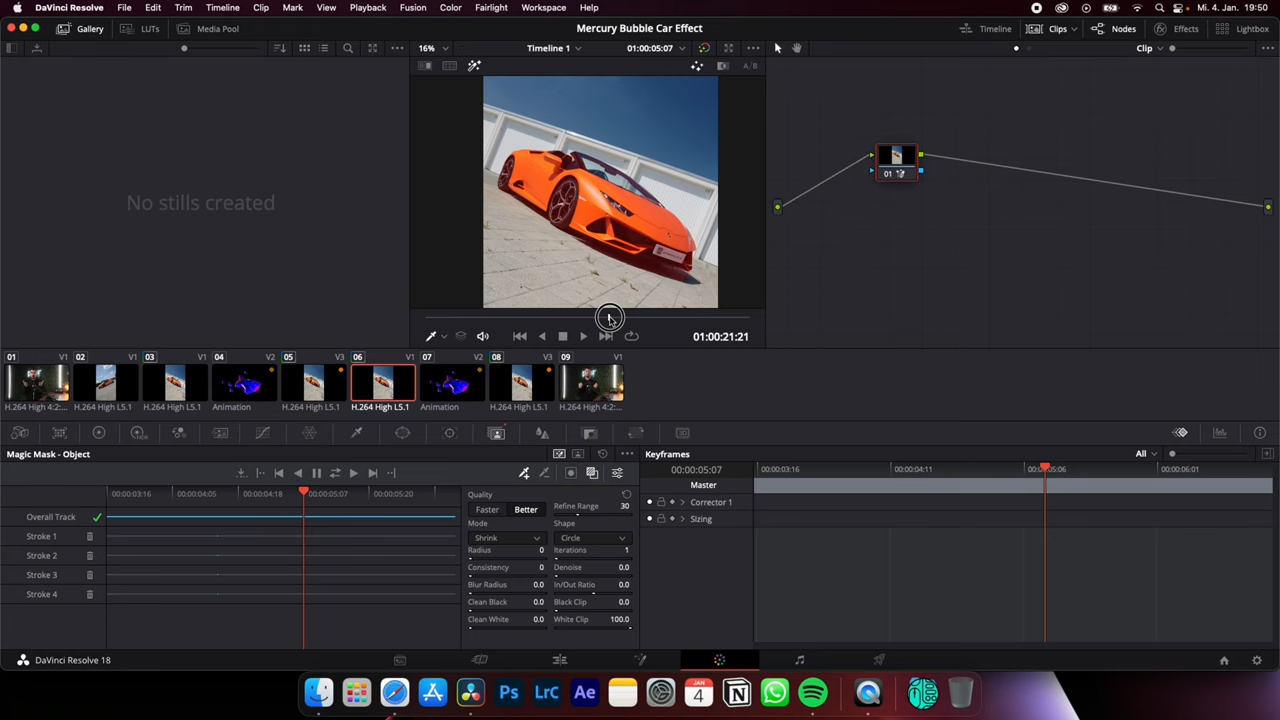 DaVinci Resolve File Edit Trim Timeline Clip Mark View Playback Fusion Color Fairlight Workspace Help Mi. 4. Jan. 19:50
Gallery LUTs Media Pool Mercury Bubble Car Effect Timeline Clips Nodes Effects Lightbox
16% Timeline 1 01:00:05:07 Clip
A/B
01
No stills created
01:00:21:21
01 V1 02 V1 03 V1 04 V2 05 V3 06 V1 07 V2 08 V3 09 V1
H.264 High 4:2:... H.264 High L5.1 H.264 High L5.1 Animation H.264 High L5.1 H.264 High L5.1 Animation H.264 High L5.1 H.264 High 4:2:...
Magic Mask - Object
00:00:03:16 00:00:04:05 00:00:04:18 00:00:05:07 00:00:05:20
Overall Track
Stroke 1
Stroke 2
Stroke 3
Stroke 4
Quality
Faster Better Refine Range 30
Mode Shape
Shrink Circle
Radius 0 Iterations 1
Consistency 0 Denoise 0.0
Blur Radius 0.0 In/Out Ratio 0.0
Clean Black 0.0 Black Clip 0.0
Clean White 0.0 White Clip 100.0
Keyframes All
00:00:05:07 00:00:03:16 00:00:04:11 00:00:05:06 00:00:06:01
Master
Corrector 1
Sizing
DaVinci Resolve 18
JAN
4
Ps LrC Ae